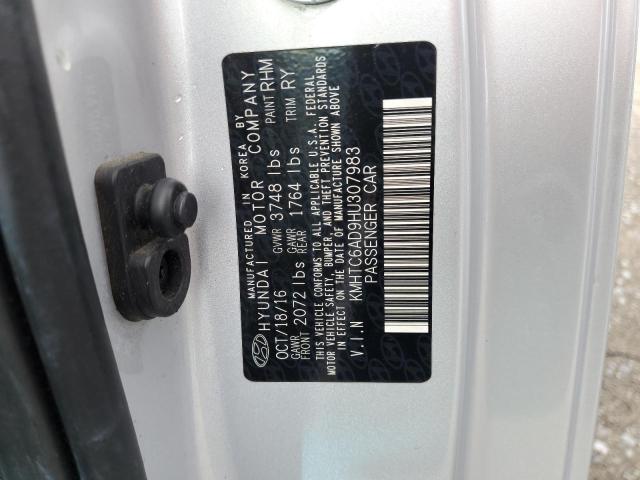 MANUFACTURED IN KOREA BY
HYUNDAI MOTOR COMPANY
OCT/18/16 GVWR 3748 lbs PAINT RHM
GAWR FRONT 2072 lbs GAWR REAR 1764 lbs TRIM RY
THIS VEHICLE CONFORMS TO ALL APPLICABLE U.S.A. FEDERAL
MOTOR VEHICLE SAFETY, BUMPER, AND THEFT PREVENTION STANDARDS
IN EFFECT ON THE DATE OF MANUFACTURE SHOWN ABOVE
V.I.N KMHTC6AD9HU307983
PASSENGER CAR